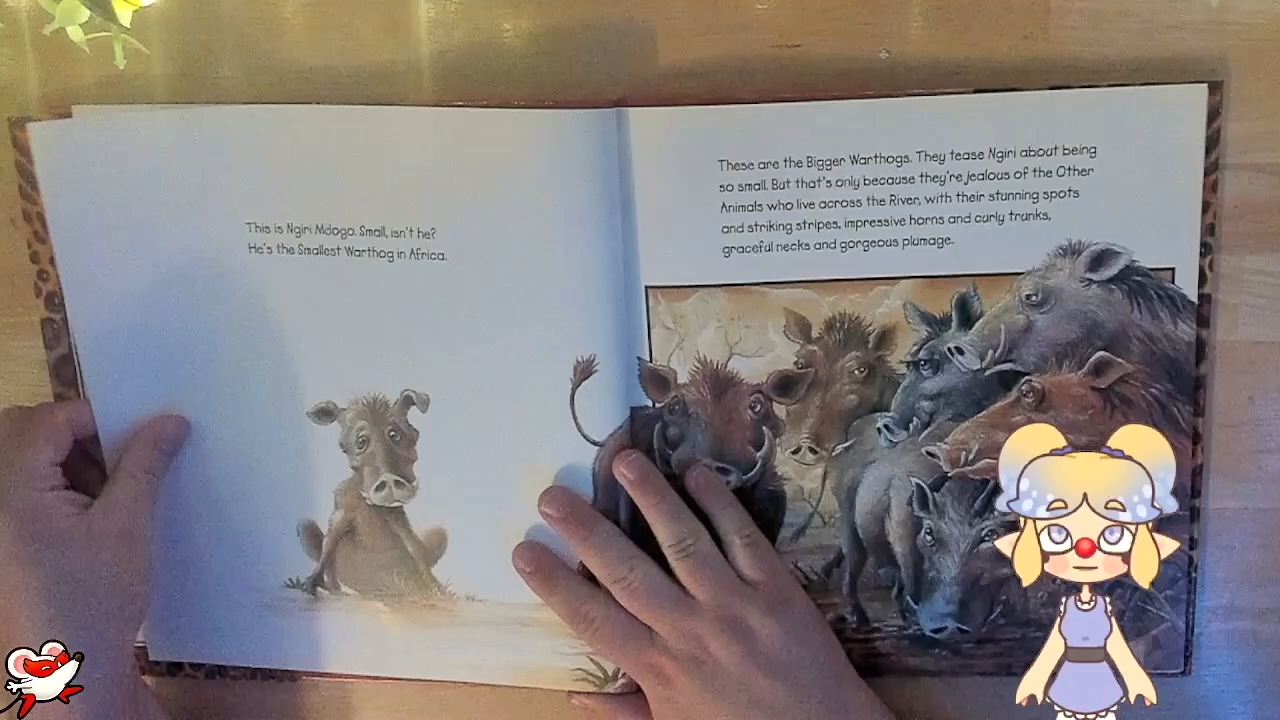 This is Ngiri Mdogo. Small, isn't he?
He's the Smallest Warthog in Africa.
These are the Bigger Warthogs. They tease Ngiri about being
so small. But that's only because they're jealous of the Other
Animals who live across the River, with their stunning spots
and striking stripes, impressive horns and curly trunks,
graceful necks and gorgeous plumage.